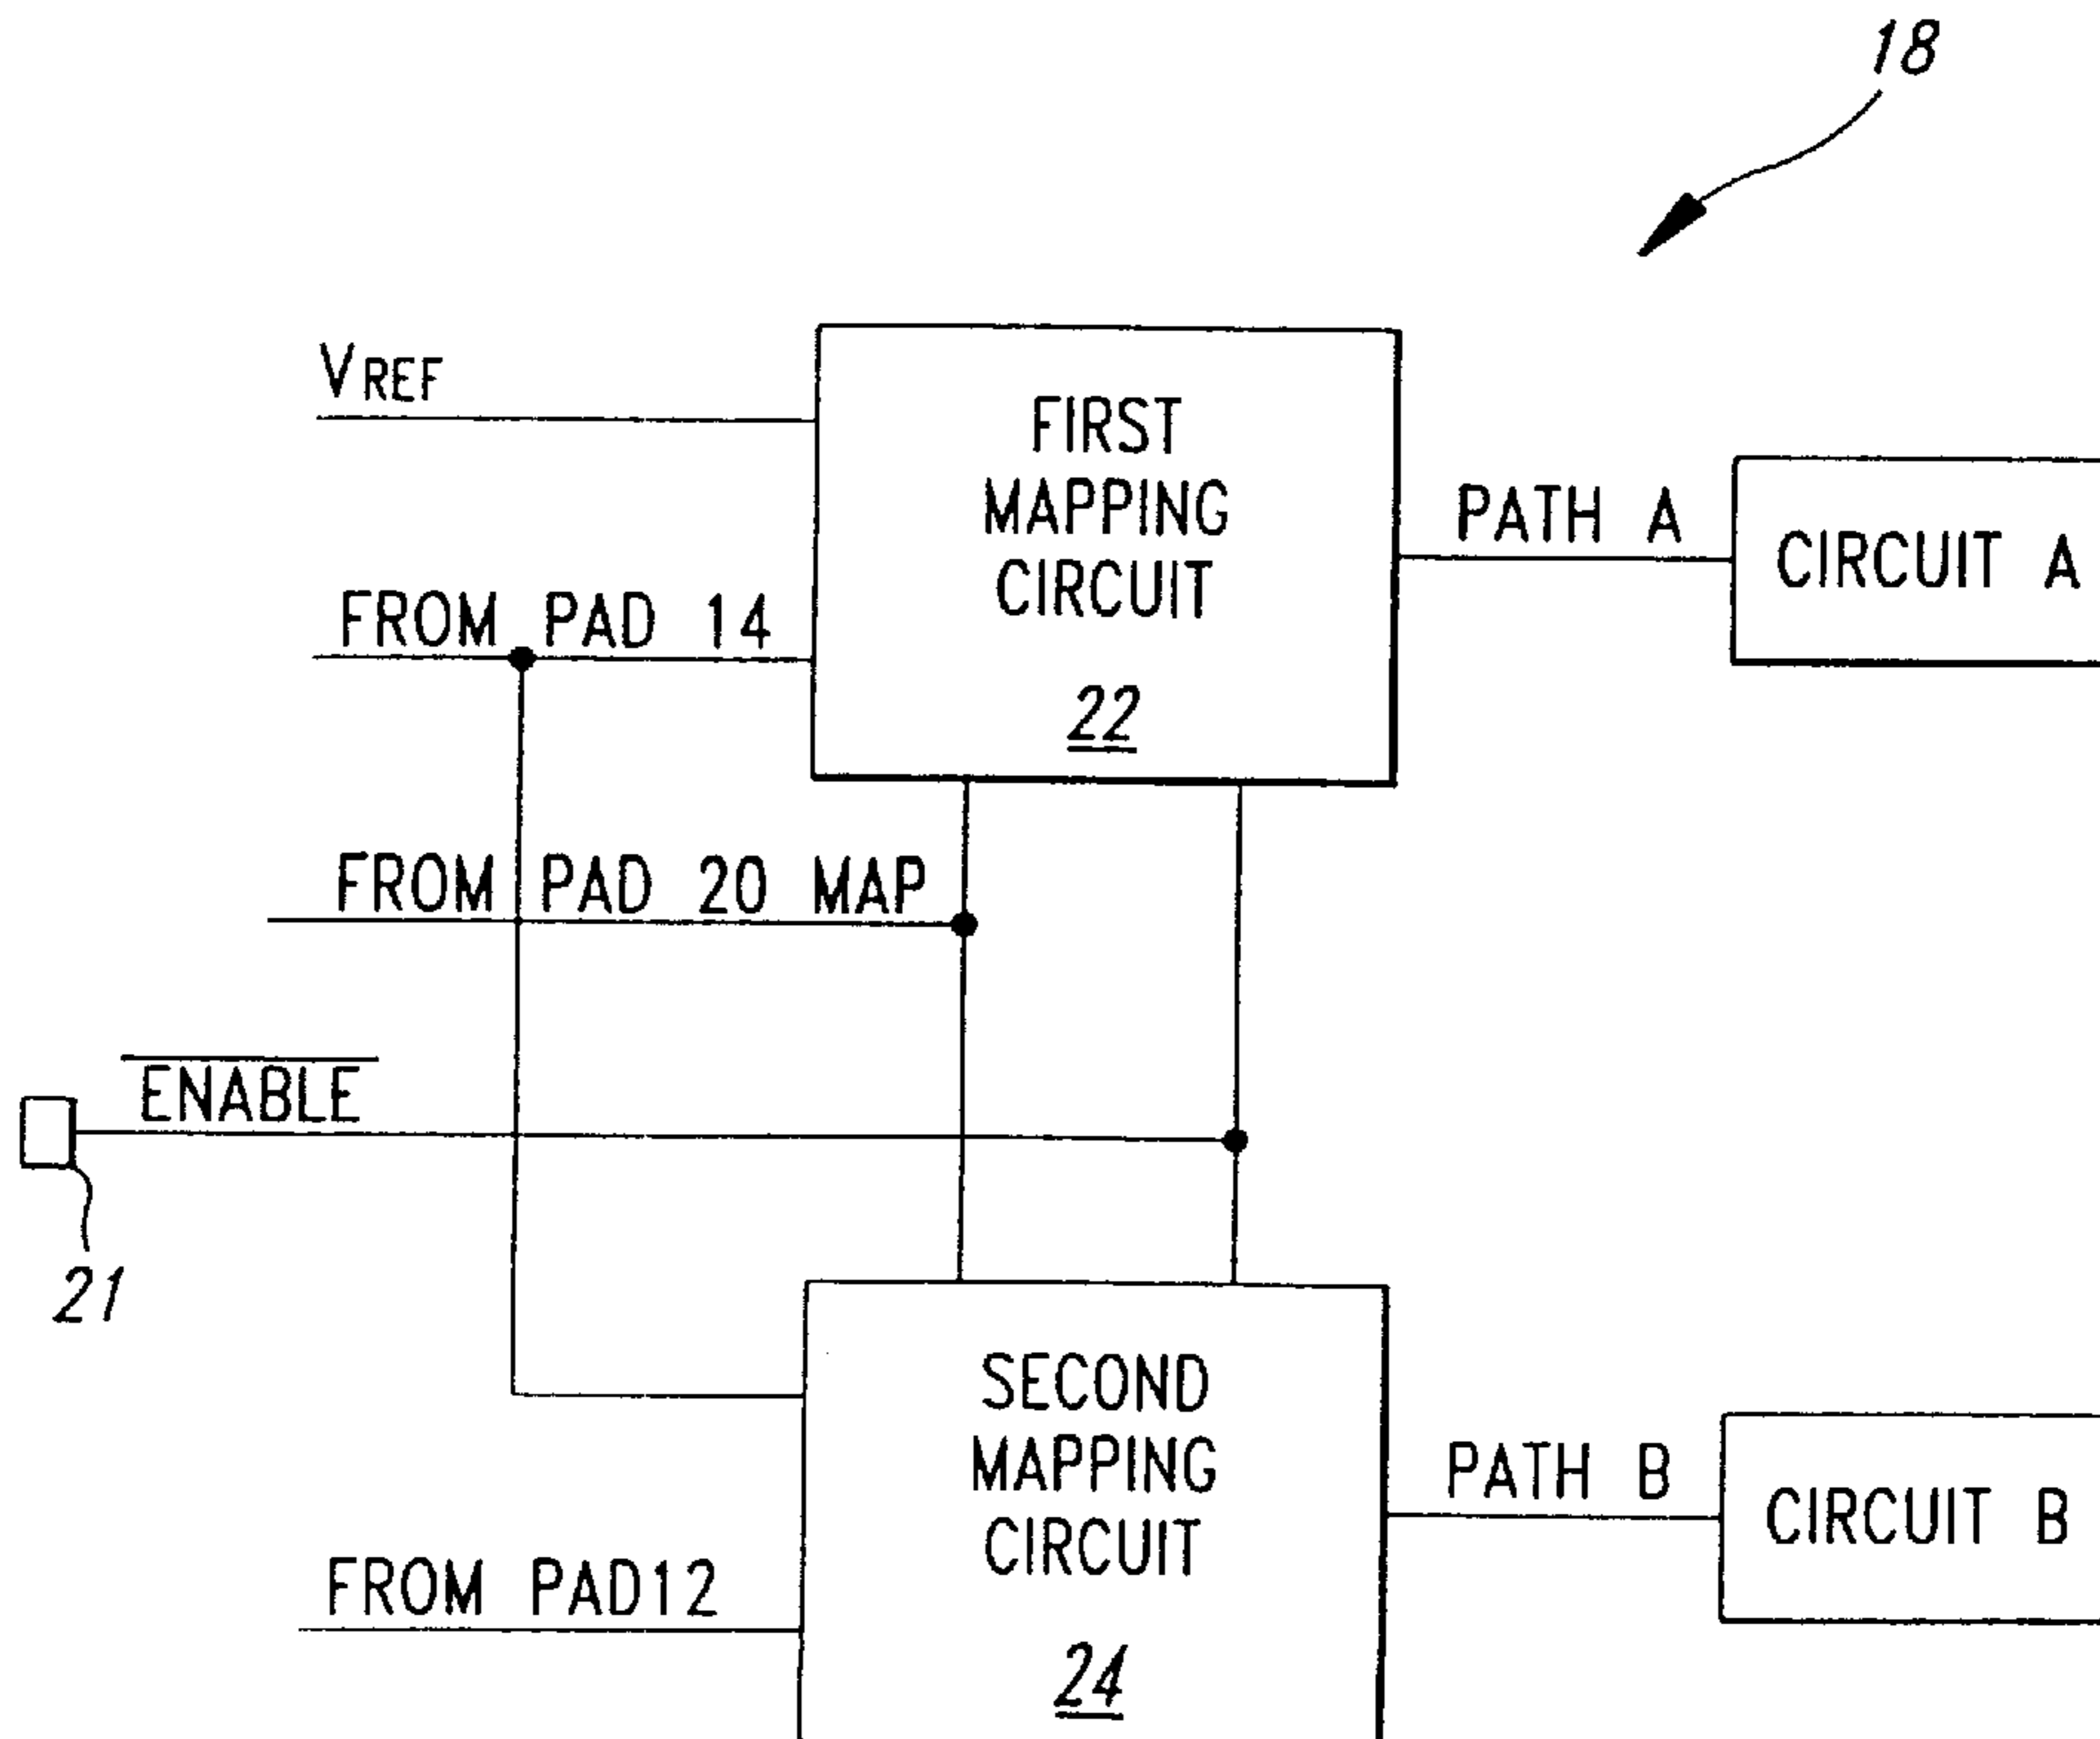 18
VREF
FIRST
MAPPING
CIRCUIT
22
PATH A
CIRCUIT A
FROM PAD 14
FROM PAD 20 MAP
ENABLE
21
SECOND
MAPPING
CIRCUIT
24
PATH B
CIRCUIT B
FROM PAD12